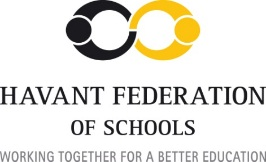 HAVANT FEDERATION
OF SCHOOLS
WORKING TOGETHER FOR A BETTER EDUCATION